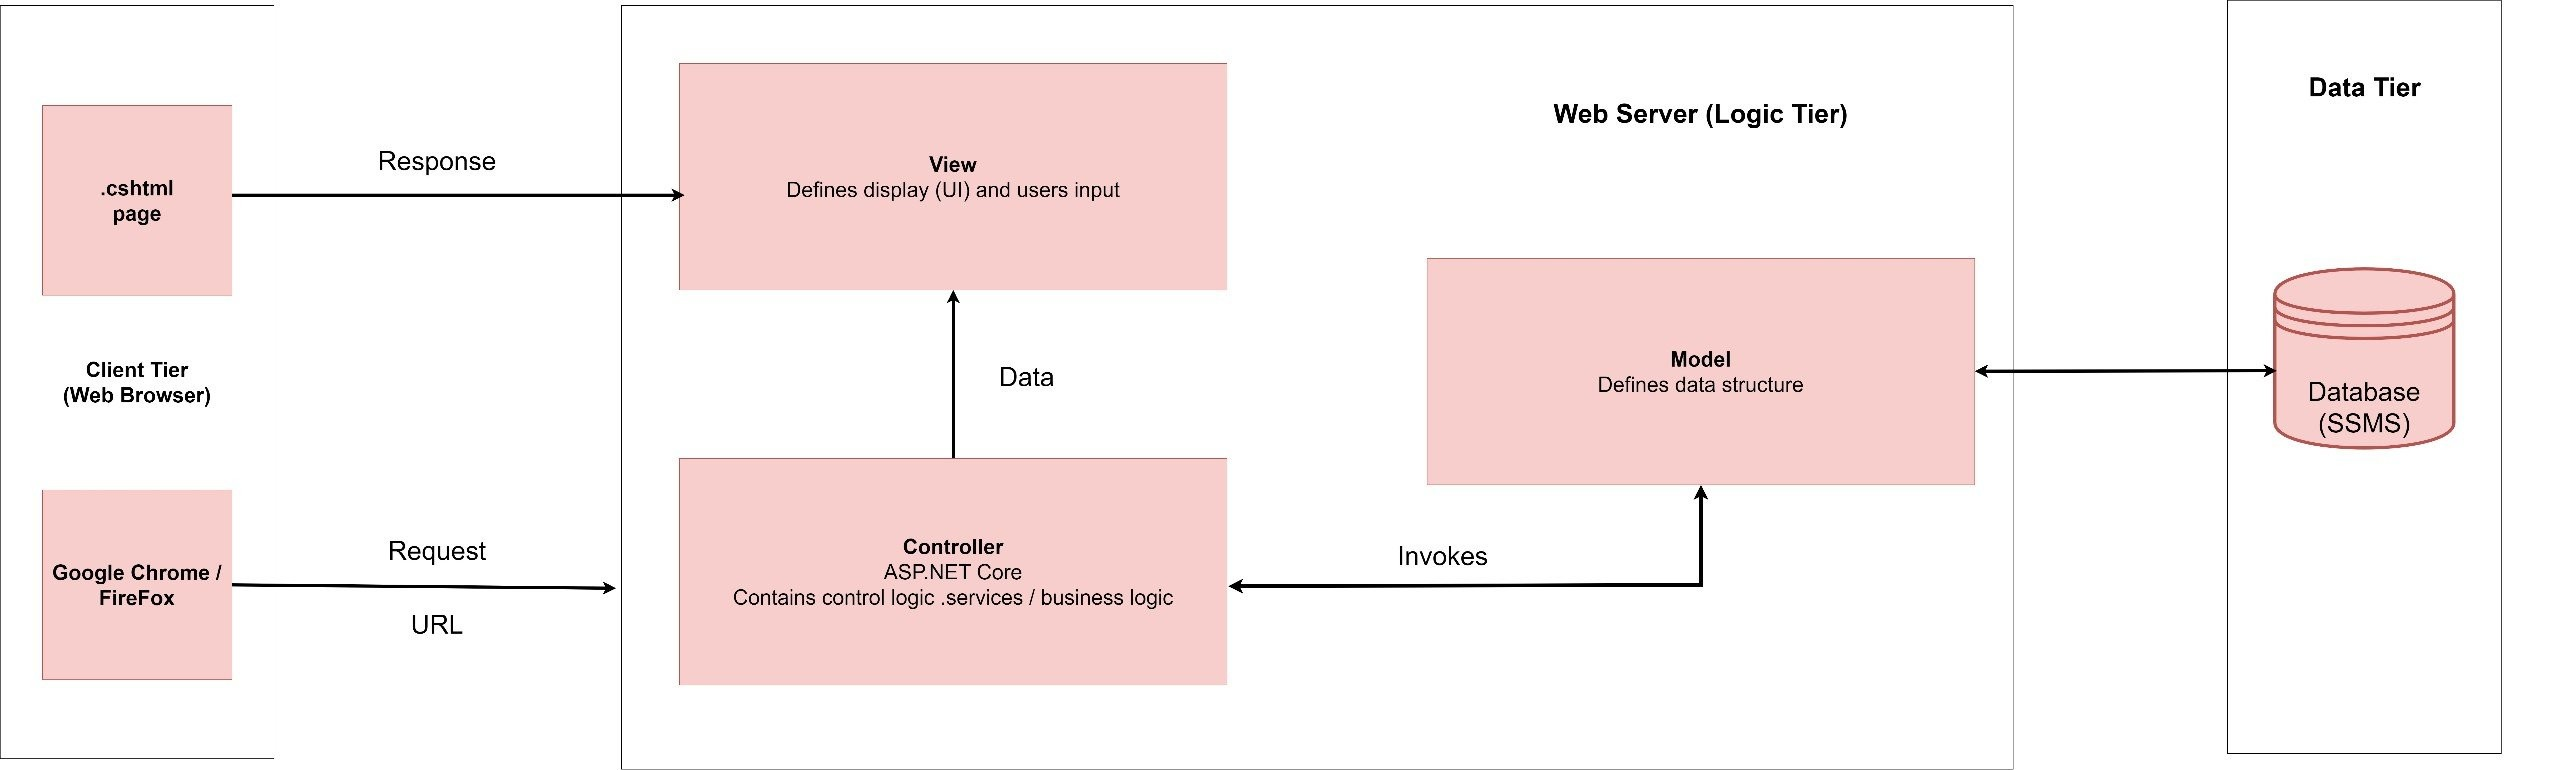 .cshtml
page
Client Tier
(Web Browser)
Google Chrome /
FireFox
Response
Request
URL
View
Defines display (UI) and users input
Data
Controller
ASP.NET Core
Contains control logic .services / business logic
Web Server (Logic Tier)
Model
Defines data structure
Invokes
Data Tier
Database
(SSMS)